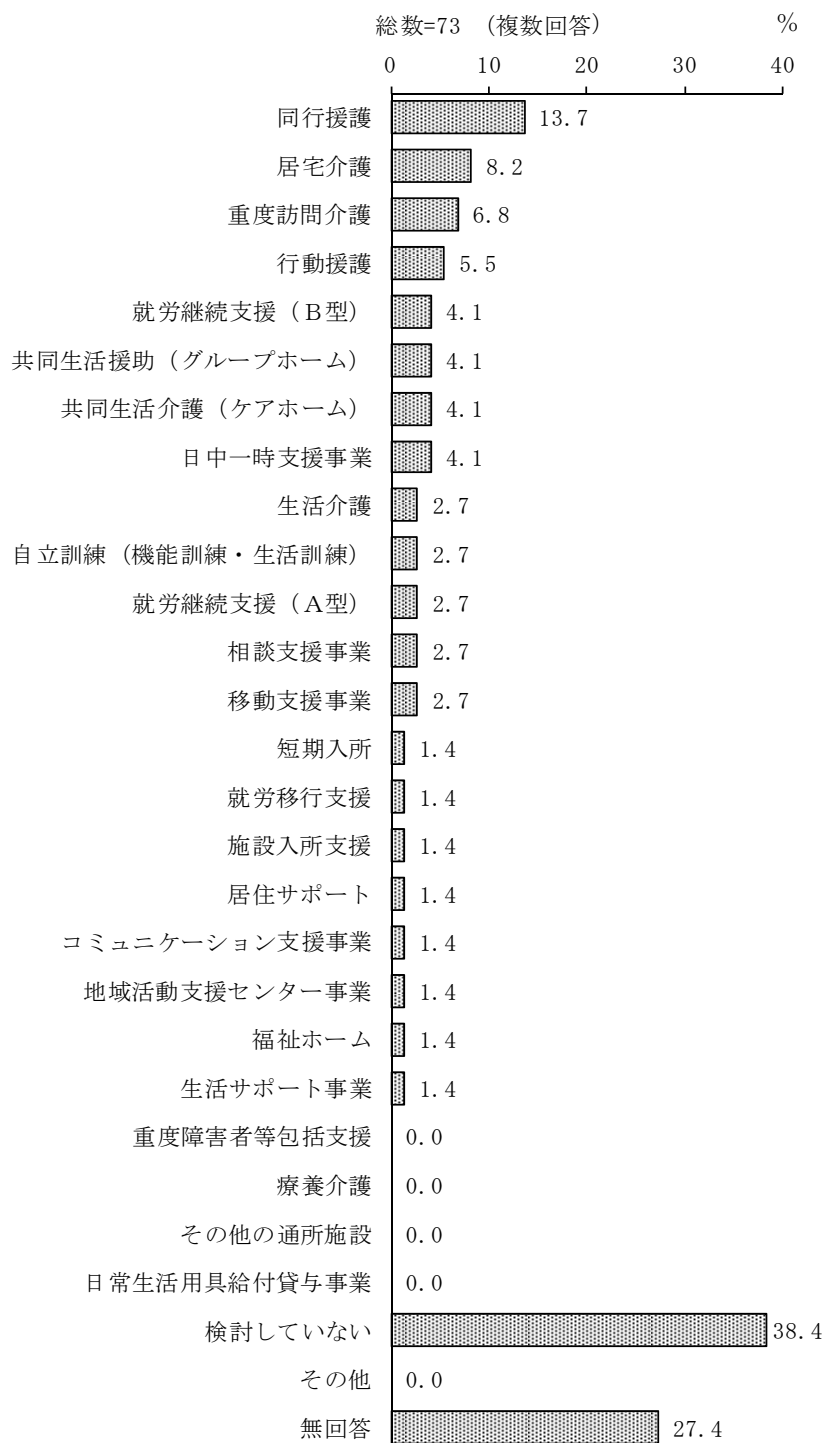 総数=73 （複数回答） %
0 10 20 30 40
同行援護 13.7
居宅介護 8.2
重度訪問介護 6.8
行動援護 5.5
就労継続支援（Ｂ型） 4.1
共同生活援助（グループホーム） 4.1
共同生活介護（ケアホーム） 4.1
日中一時支援事業 4.1
生活介護 2.7
自立訓練（機能訓練・生活訓練） 2.7
就労継続支援（Ａ型） 2.7
相談支援事業 2.7
移動支援事業 2.7
短期入所 1.4
就労移行支援 1.4
施設入所支援 1.4
居住サポート 1.4
コミュニケーション支援事業 1.4
地域活動支援センター事業 1.4
福祉ホーム 1.4
生活サポート事業 1.4
重度障害者等包括支援 0.0
療養介護 0.0
その他の通所施設 0.0
日常生活用具給付貸与事業 0.0
検討していない 38.4
その他 0.0
無回答 27.4